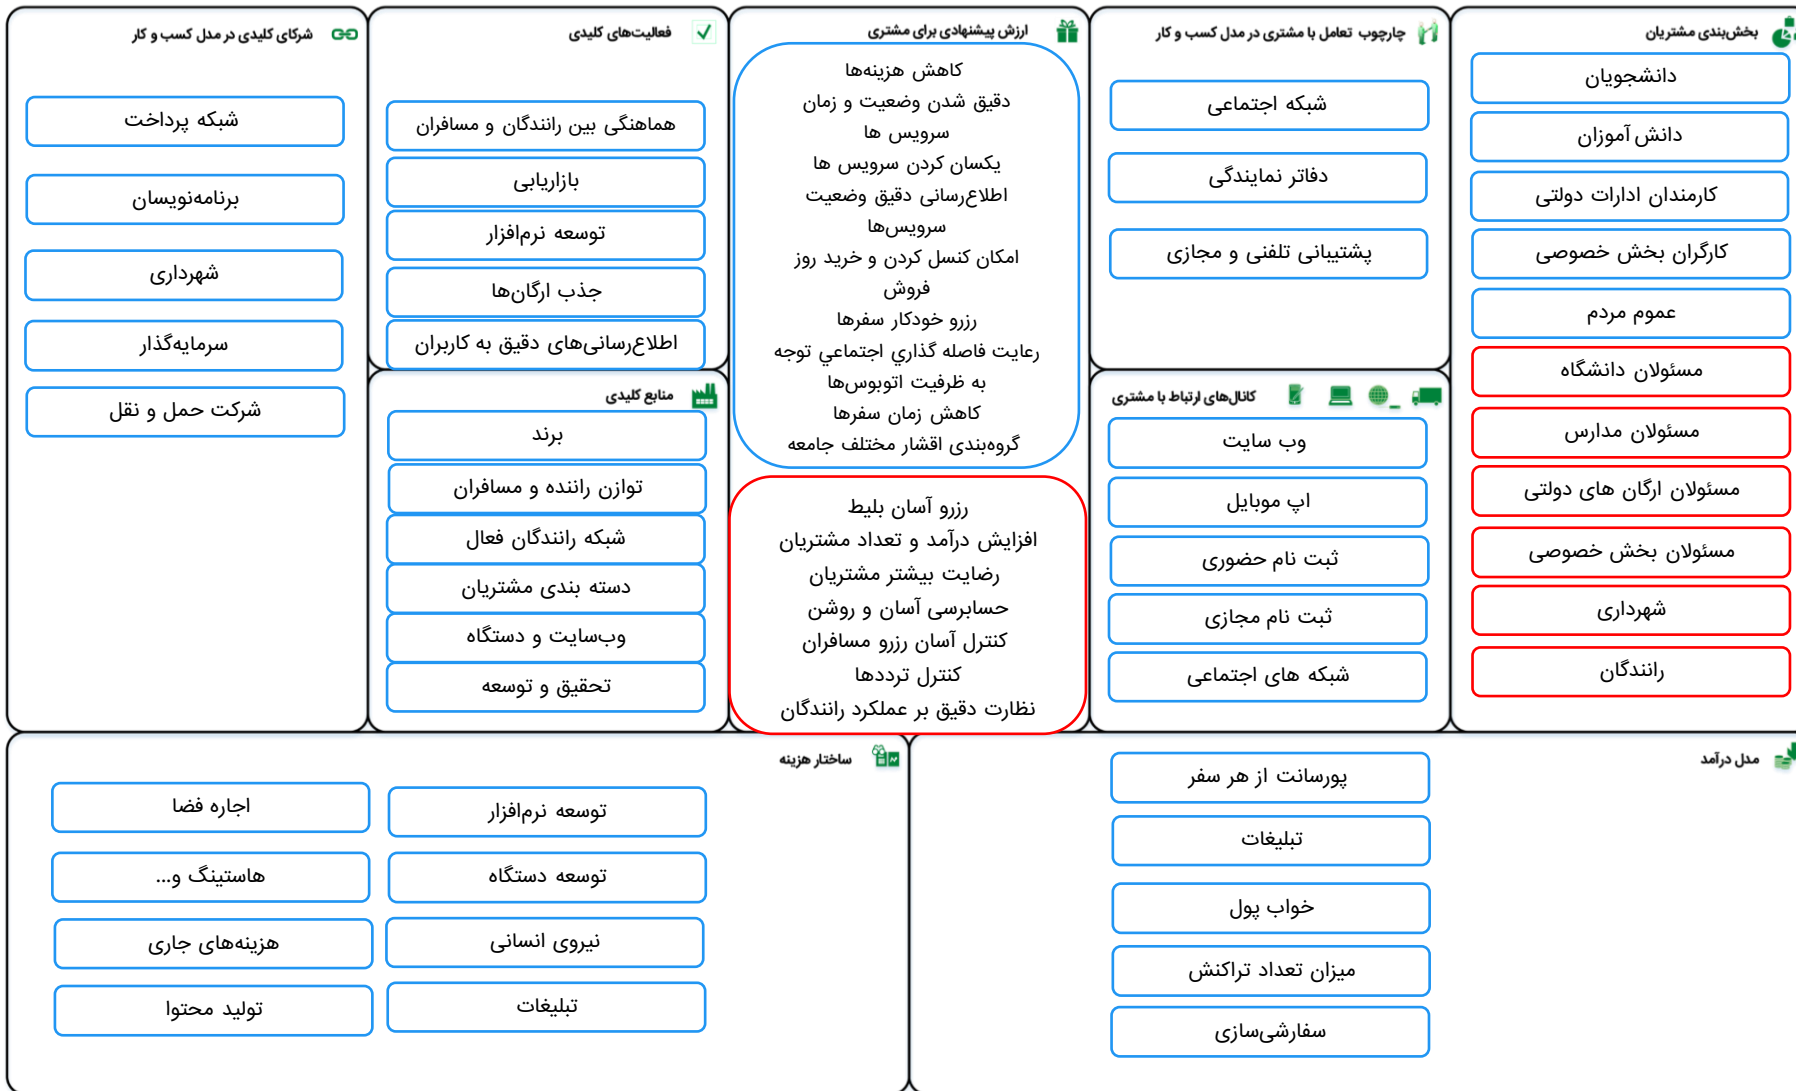 بخش‌بندی مشتریان
دانشجویان
دانش آموزان
کارمندان ادارات دولتی
کارگران بخش خصوصی
عموم مردم
مسئولان دانشگاه
مسئولان مدارس
مسئولان ارگان های دولتی
مسئولان بخش خصوصی
شهرداری
رانندگان
چارچوب تعامل با مشتری در مدل کسب و کار
شبکه اجتماعی
دفاتر نمایندگی
پشتیبانی تلفنی و مجازی
کانال‌های ارتباط با مشتری
وب سایت
اپ موبایل
ثبت نام حضوری
ثبت نام مجازی
شبکه های اجتماعی
ارزش پیشنهادی برای مشتری
کاهش هزینه‌ها
دقیق شدن وضعیت و زمان
سرویس ها
یکسان کردن سرویس ها
اطلاع‌رسانی دقیق وضعیت
سرویس‌ها
امکان کنسل کردن و خرید روز
فروش
رزرو خودکار سفرها
رعايت فاصله گذاري اجتماعي توجه
به ظرفیت اتوبوس‌ها
کاهش زمان سفرها
گروه‌بندی اقشار مختلف جامعه
رزرو آسان بلیط
افزایش درآمد و تعداد مشتریان
رضایت بیشتر مشتریان
حسابرسی آسان و روشن
کنترل آسان رزرو مسافران
کنترل ترددها
نظارت دقیق بر عملکرد رانندگان
فعالیت‌های کلیدی
هماهنگی بین رانندگان و مسافران
بازاریابی
توسعه نرم‌افزار
جذب ارگان‌ها
اطلاع‌رسانی‌های دقیق به کاربران
منابع کلیدی
برند
توازن راننده و مسافران
شبکه رانندگان فعال
دسته بندی مشتریان
وب‌سایت و دستگاه
تحقیق و توسعه
شرکای کلیدی در مدل کسب و کار
شبکه پرداخت
برنامه‌نویسان
شهرداری
سرمایه‌گذار
شرکت حمل و نقل
مدل درآمد
پورسانت از هر سفر
تبلیغات
خواب پول
میزان تعداد تراکنش
سفارشی‌سازی
ساختار هزینه
توسعه نرم‌افزار
توسعه دستگاه
نیروی انسانی
تبلیغات
اجاره فضا
هاستینگ و...
هزینه‌های جاری
تولید محتوا